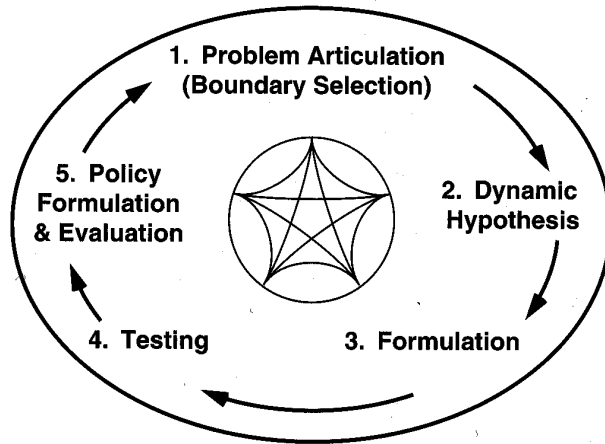 1. Problem Articulation
(Boundary Selection)
2. Dynamic
Hypothesis
3. Formulation
4. Testing
5. Policy
Formulation
& Evaluation